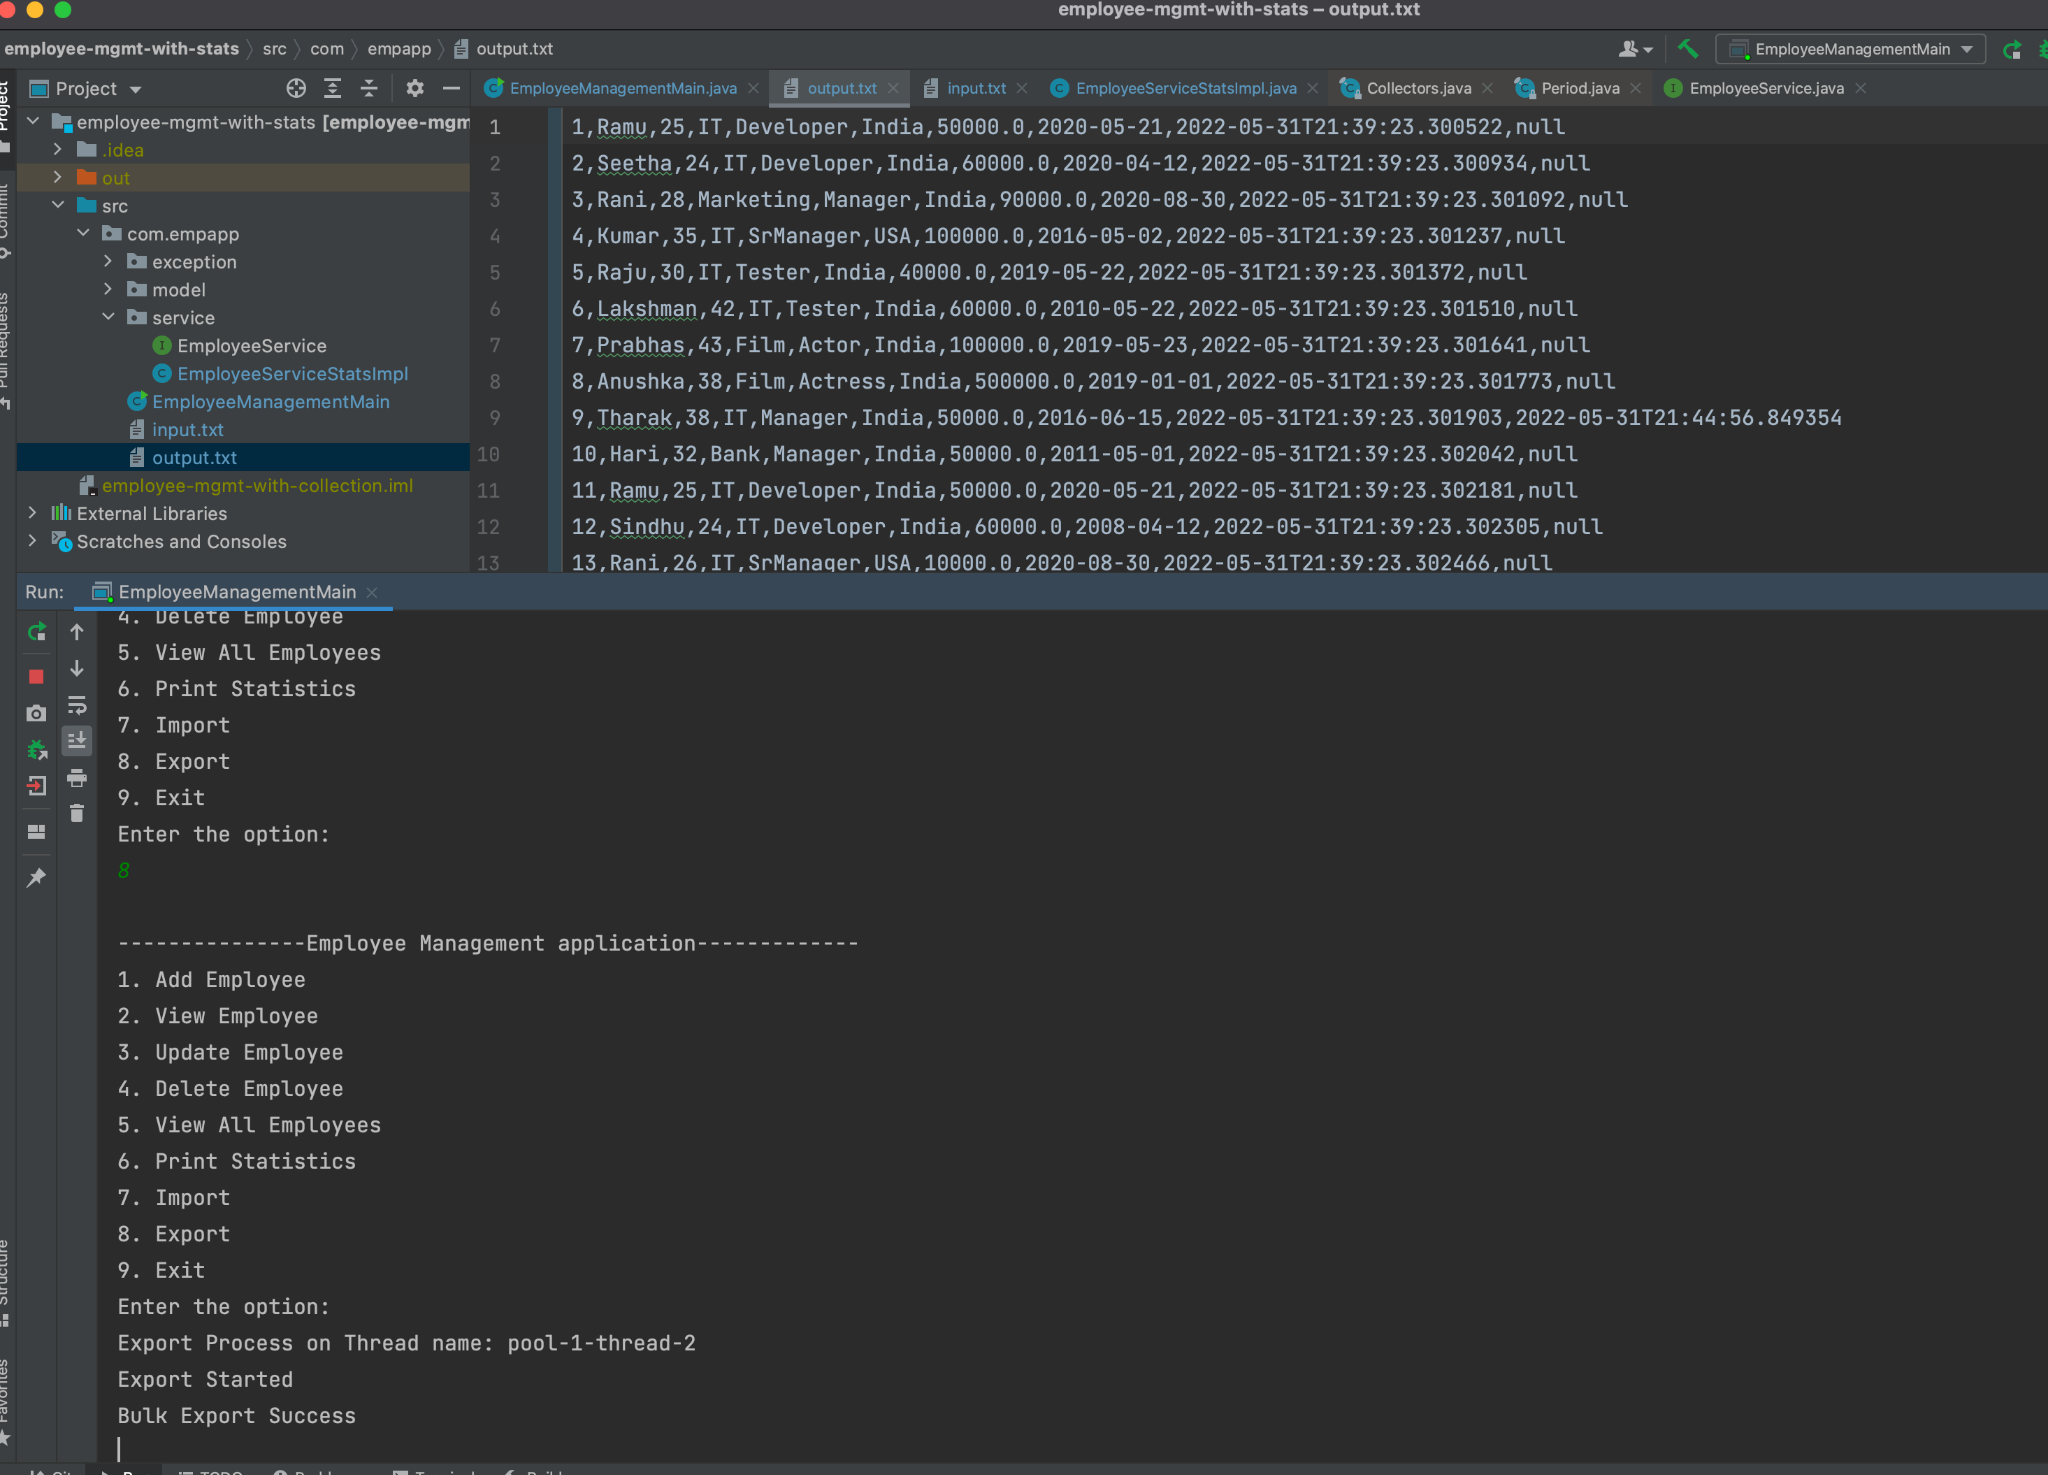 employee-mgmt-with-stats – output.txt
employee-mgmt-with-stats src com empapp output.txt
EmployeeManagementMain
Project
EmployeeManagementMain.java output.txt input.txt EmployeeServiceStatsImpl.java Collectors.java Period.java EmployeeService.java
Project
Commit
Pull Requests
Structure
Favorites
employee-mgmt-with-stats [employee-mgm
.idea
out
src
com.empapp
exception
model
service
EmployeeService
EmployeeServiceStatsImpl
EmployeeManagementMain
input.txt
output.txt
employee-mgmt-with-collection.iml
External Libraries
Scratches and Consoles
1 1,Ramu,25,IT,Developer,India,50000.0,2020-05-21,2022-05-31T21:39:23.300522,null
2 2,Seetha,24,IT,Developer,India,60000.0,2020-04-12,2022-05-31T21:39:23.300934,null
3 3,Rani,28,Marketing,Manager,India,90000.0,2020-08-30,2022-05-31T21:39:23.301092,null
4 4,Kumar,35,IT,SrManager,USA,100000.0,2016-05-02,2022-05-31T21:39:23.301237,null
5 5,Raju,30,IT,Tester,India,40000.0,2019-05-22,2022-05-31T21:39:23.301372,null
6 6,Lakshman,42,IT,Tester,India,60000.0,2010-05-22,2022-05-31T21:39:23.301510,null
7 7,Prabhas,43,Film,Actor,India,100000.0,2019-05-23,2022-05-31T21:39:23.301641,null
8 8,Anushka,38,Film,Actress,India,500000.0,2019-01-01,2022-05-31T21:39:23.301773,null
9 9,Tharak,38,IT,Manager,India,50000.0,2016-06-15,2022-05-31T21:39:23.301903,2022-05-31T21:44:56.849354
10 10,Hari,32,Bank,Manager,India,50000.0,2011-05-01,2022-05-31T21:39:23.302042,null
11 11,Ramu,25,IT,Developer,India,50000.0,2020-05-21,2022-05-31T21:39:23.302181,null
12 12,Sindhu,24,IT,Developer,India,60000.0,2008-04-12,2022-05-31T21:39:23.302305,null
13 13,Rani,26,IT,SrManager,USA,10000.0,2020-08-30,2022-05-31T21:39:23.302466,null
Run: EmployeeManagementMain
4. Delete Employee
5. View All Employees
6. Print Statistics
7. Import
8. Export
9. Exit
Enter the option:
8
---------------Employee Management application-------------
1. Add Employee
2. View Employee
3. Update Employee
4. Delete Employee
5. View All Employees
6. Print Statistics
7. Import
8. Export
9. Exit
Enter the option:
Export Process on Thread name: pool-1-thread-2
Export Started
Bulk Export Success